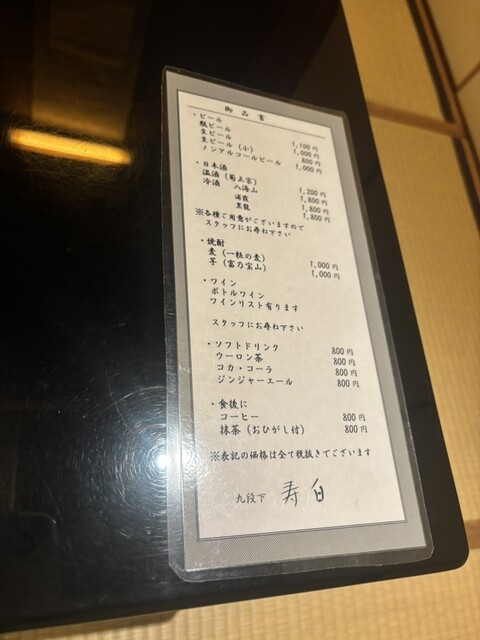 御品書
・ビール
瓶ビール 1,100円
生ビール 1,000円
生ビール（小） 800円
ノンアルコールビール 1,000円
・日本酒
温酒（菊正宗） 1,200円
冷酒 八海山 1,800円
浦霞 1,800円
黒龍 1,800円
※各種ご用意がございますので
スタッフにお尋ね下さい
・焼酎
麦（一粒の麦） 1,000円
芋（富乃宝山） 1,000円
・ワイン
ボトルワイン
ワインリスト有ります
スタッフにお尋ね下さい
・ソフトドリンク 800円
ウーロン茶 800円
コカ・コーラ 800円
ジンジャーエール 800円
・食後に
コーヒー 800円
抹茶（おひがし付） 800円
※表記の価格は全て税抜きでございます
九段下 寿白